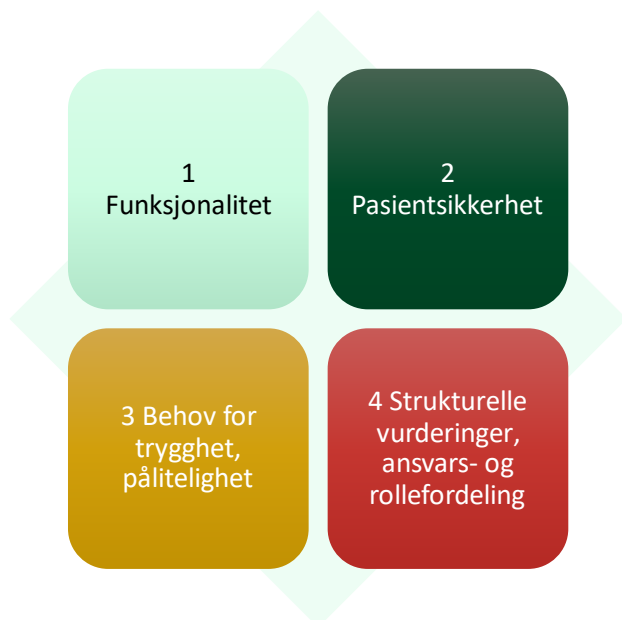 1
Funksjonalitet
2
Pasientsikkerhet
3 Behov for
trygghet,
pålitelighet
4 Strukturelle
vurderinger,
ansvars- og
rollefordeling